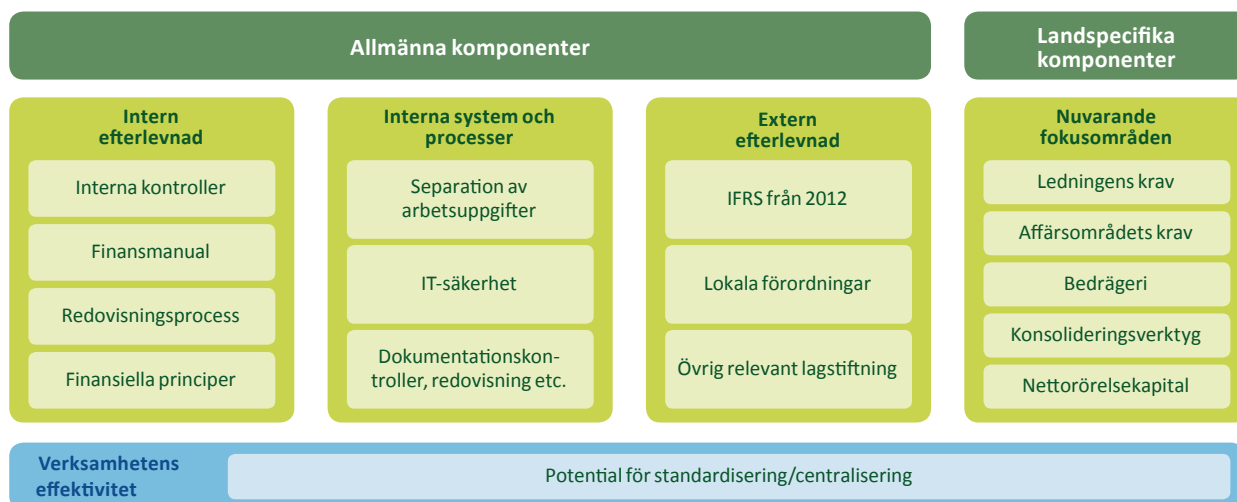 Allmänna komponenter
Landspecifika
komponenter
Intern
efterlevnad
Interna kontroller
Finansmanual
Redovisningsprocess
Finansiella principer
Interna system och
processer
Separation av
arbetsuppgifter
IT-säkerhet
Dokumentationskon-
troller, redovisning etc.
Extern
efterlevnad
IFRS från 2012
Lokala förordningar
Övrig relevant lagstiftning
Nuvarande
fokusområden
Ledningens krav
Affärsområdets krav
Bedrägeri
Konsolideringsverktyg
Nettorörelsekapital
Verksamhetens
effektivitet
Potential för standardisering/centralisering